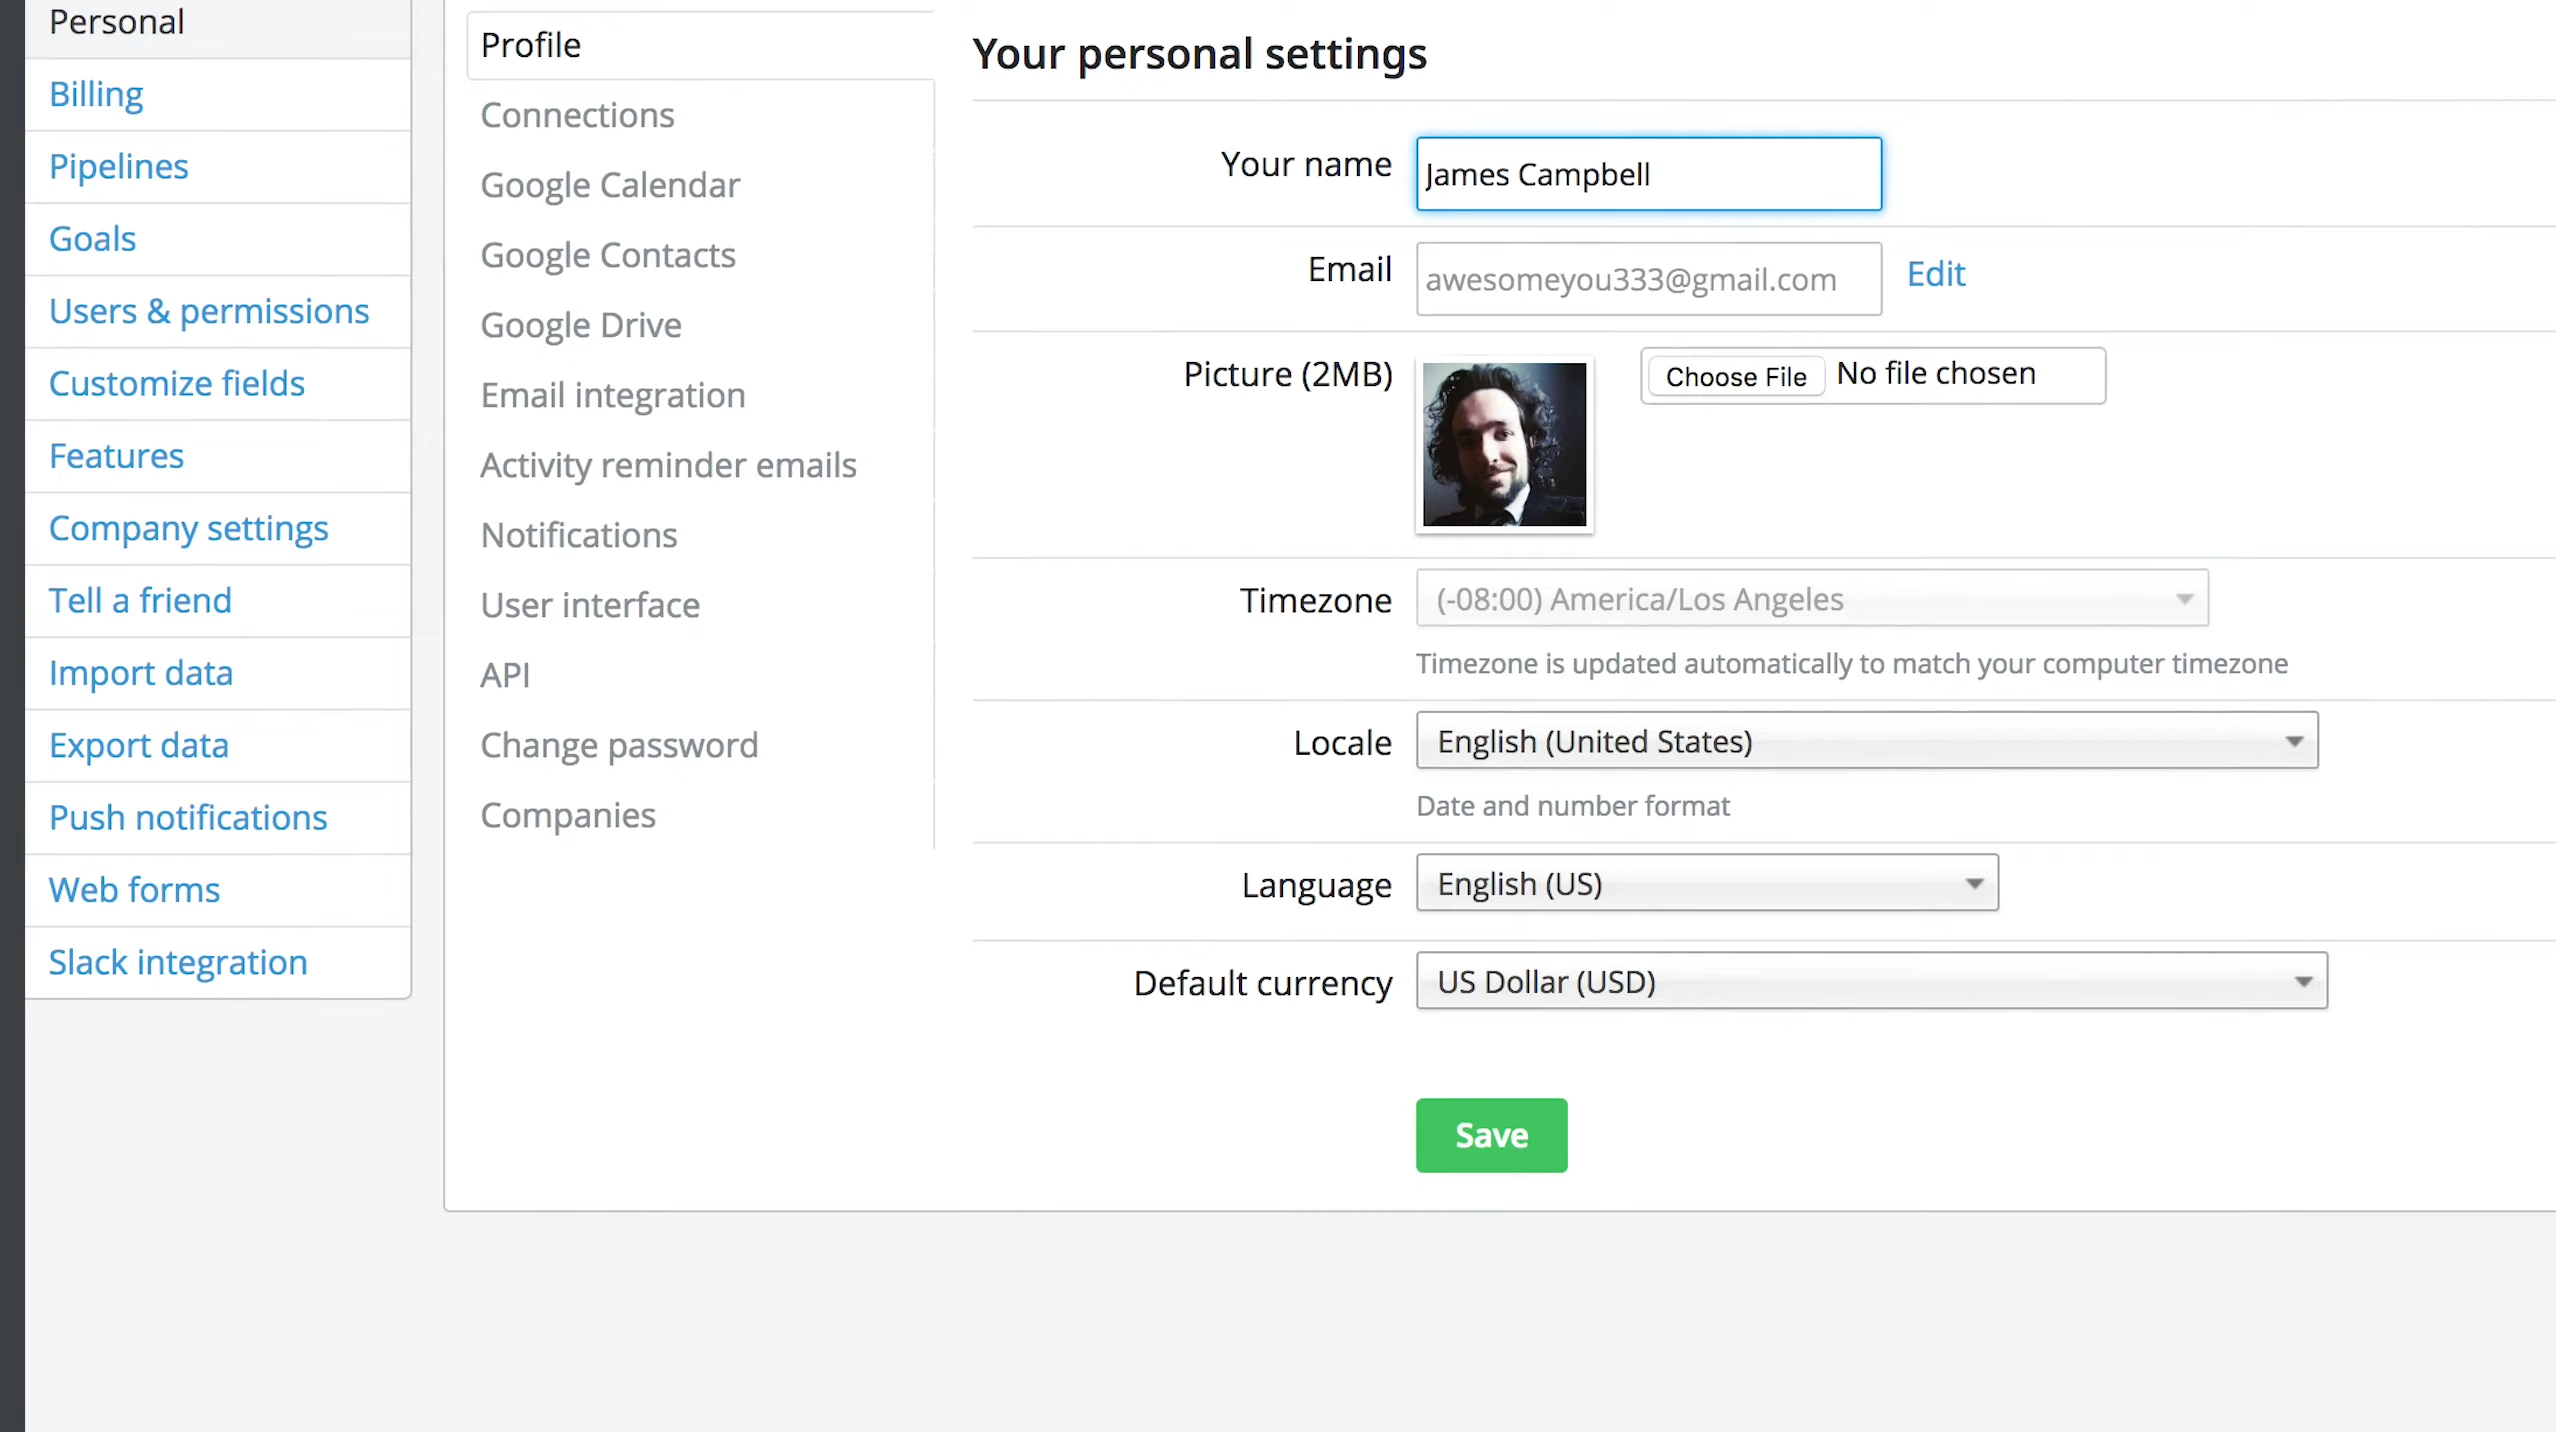 Personal
Billing
Pipelines
Goals
Users & permissions
Customize fields
Features
Company settings
Tell a friend
Import data
Export data
Push notifications
Web forms
Slack integration
Profile
Connections
Google Calendar
Google Contacts
Google Drive
Email integration
Activity reminder emails
Notifications
User interface
API
Change password
Companies
Your personal settings
Your name James Campbell
Email awesomeyou333@gmail.com Edit
Picture (2MB) Choose File No file chosen
Timezone (-08:00) America/Los Angeles
Timezone is updated automatically to match your computer timezone
Locale English (United States)
Date and number format
Language English (US)
Default currency US Dollar (USD)
Save